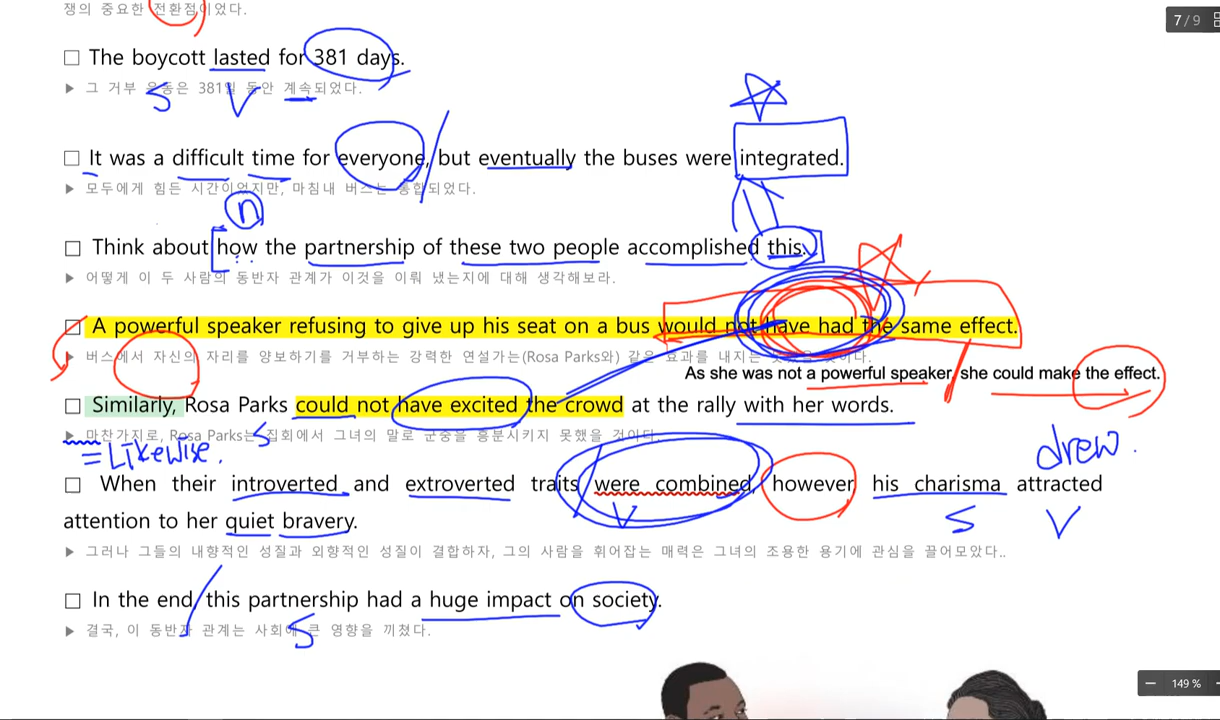 쟁의 중요한 전환점이었다.
7 / 9
□ The boycott lasted for 381 days.
▶ 그 거부 운동은 381일 동안 계속되었다.
S V
□ It was a difficult time for everyone, but eventually the buses were integrated.
▶ 모두에게 힘든 시간이었지만, 마침내 버스는 통합되었다.
n
□ Think about how the partnership of these two people accomplished this.
▶ 어떻게 이 두 사람의 동반자 관계가 이것을 이뤄 냈는지에 대해 생각해보라.
□ A powerful speaker refusing to give up his seat on a bus would not have had the same effect.
▶ 버스에서 자신의 자리를 양보하기를 거부하는 강력한 연설가는(Rosa Parks와) 같은 효과를 내지는 못했을 것이다.
As she was not a powerful speaker, she could make the effect.
□ Similarly, Rosa Parks could not have excited the crowd at the rally with her words.
▶ 마찬가지로, Rosa Parks는 집회에서 그녀의 말로 군중을 흥분시키지 못했을 것이다.
S
= Likewise.
drew.
□ When their introverted and extroverted traits were combined, however, his charisma attracted
V S V
attention to her quiet bravery.
▶ 그러나 그들의 내향적인 성질과 외향적인 성질이 결합하자, 그의 사람을 휘어잡는 매력은 그녀의 조용한 용기에 관심을 끌어모았다..
□ In the end, this partnership had a huge impact on society.
▶ 결국, 이 동반자 관계는 사회에 큰 영향을 끼쳤다.
S
149 %